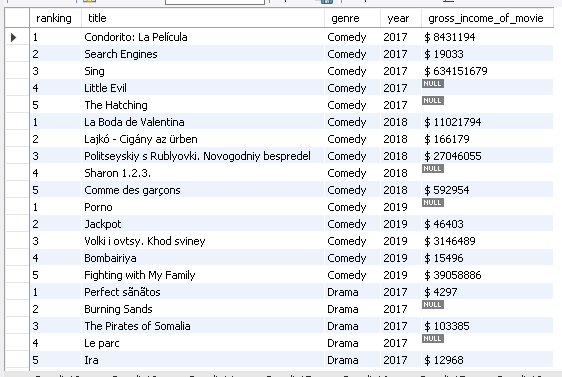 ranking title genre year gross_income_of_movie
1 Condorito: La Película Comedy 2017 $ 8431194
2 Search Engines Comedy 2017 $ 19033
3 Sing Comedy 2017 $ 634151679
4 Little Evil Comedy 2017 NULL
5 The Hatching Comedy 2017 NULL
1 La Boda de Valentina Comedy 2018 $ 11021794
2 Lajkó - Cigány az ürben Comedy 2018 $ 166179
3 Politseyskiy s Rublyovki. Novogodniy bespredel Comedy 2018 $ 27046055
4 Sharon 1.2.3. Comedy 2018 NULL
5 Comme des garçons Comedy 2018 $ 592954
1 Porno Comedy 2019 NULL
2 Jackpot Comedy 2019 $ 46403
3 Volki i ovtsy. Khod sviney Comedy 2019 $ 3146489
4 Bombairiya Comedy 2019 $ 15496
5 Fighting with My Family Comedy 2019 $ 39058886
1 Perfect sãnãtos Drama 2017 $ 4297
2 Burning Sands Drama 2017 NULL
3 The Pirates of Somalia Drama 2017 $ 103385
4 Le parc Drama 2017 NULL
5 Ira Drama 2017 $ 12968